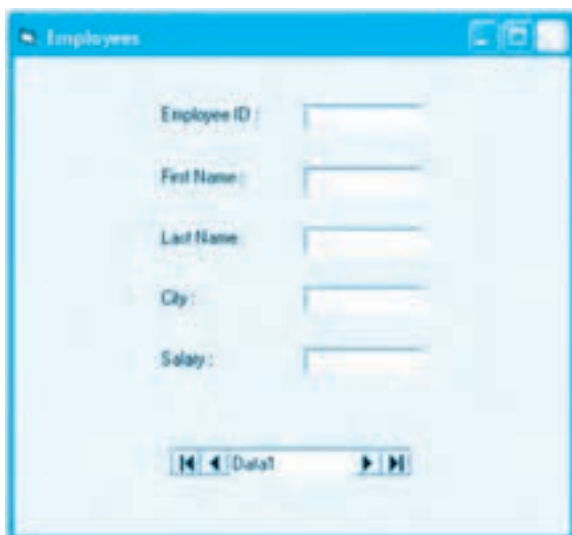 Employees
Employee ID :
First Name :
Last Name:
City :
Salary :
Data1